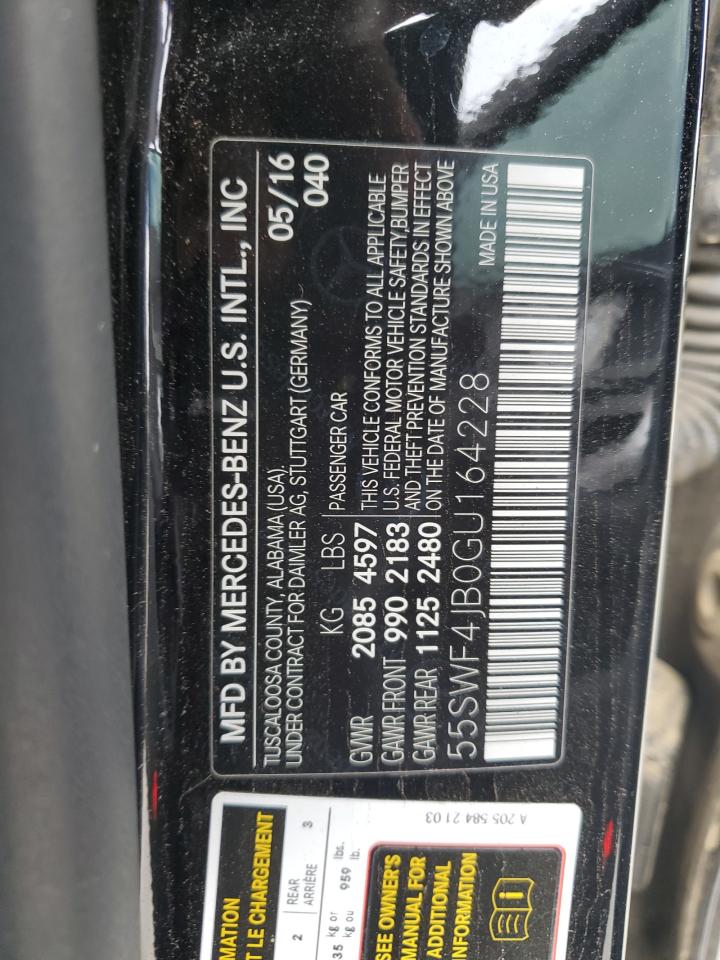 MFD BY MERCEDES-BENZ U.S. INTL., INC
TUSCALOOSA COUNTY, ALABAMA (USA) 05/16
UNDER CONTRACT FOR DAIMLER AG, STUTTGART (GERMANY) 040
KG LBS PASSENGER CAR
GVWR 2085 4597 THIS VEHICLE CONFORMS TO ALL APPLICABLE
GAWR FRONT 990 2183 U.S. FEDERAL MOTOR VEHICLE SAFETY, BUMPER
GAWR REAR 1125 2480 AND THEFT PREVENTION STANDARDS IN EFFECT
ON THE DATE OF MANUFACTURE SHOWN ABOVE
55SWF4JB0GU164228 MADE IN USA
MATION
T LE CHARGEMENT
2 REAR
ARRIÈRE 3
35 kg or 959 lbs.
kg ou lb.
SEE OWNER'S
MANUAL FOR
ADDITIONAL
INFORMATION
A 205 584 21 03